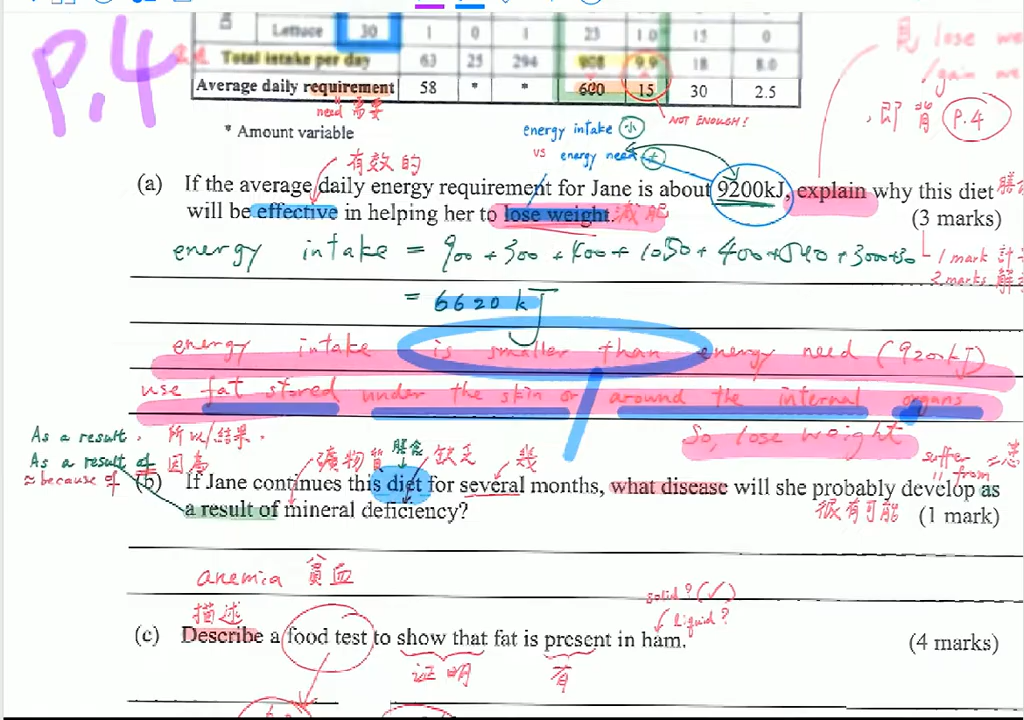 Lettuce 30 1 0 1 23 1.0 15 0
P.4
Total intake per day 63 25 294 908 9.9 18 8.0
Average daily requirement 58 * * 600 15 30 2.5
need 需要
NOT ENOUGH!
* Amount variable
energy intake 小
vs energy need 大
lose we
/gain we
即 背 P.4
有效的
(a) If the average daily energy requirement for Jane is about 9200kJ, explain why this diet
will be effective in helping her to lose weight. 減肥 (3 marks)
energy intake = 900 + 300 + 400 + 1050 + 400 + 540 + 3000 + 30
1 mark 計
2 marks 解
= 6620 kJ
energy intake is smaller than energy need (9200kJ)
use fat stored under the skin or around the internal organs
So, lose weight
As a result, 所以/結果,
As a result of 因為
≈ because of
礦物質 膳食 缺乏 幾
suffer from = 患
(b) If Jane continues this diet for several months, what disease will she probably develop as
a result of mineral deficiency? 很有可能 (1 mark)
anemia 貧血
描述
solid? (✓)
Liquid?
(c) Describe a food test to show that fat is present in ham. (4 marks)
证明 有